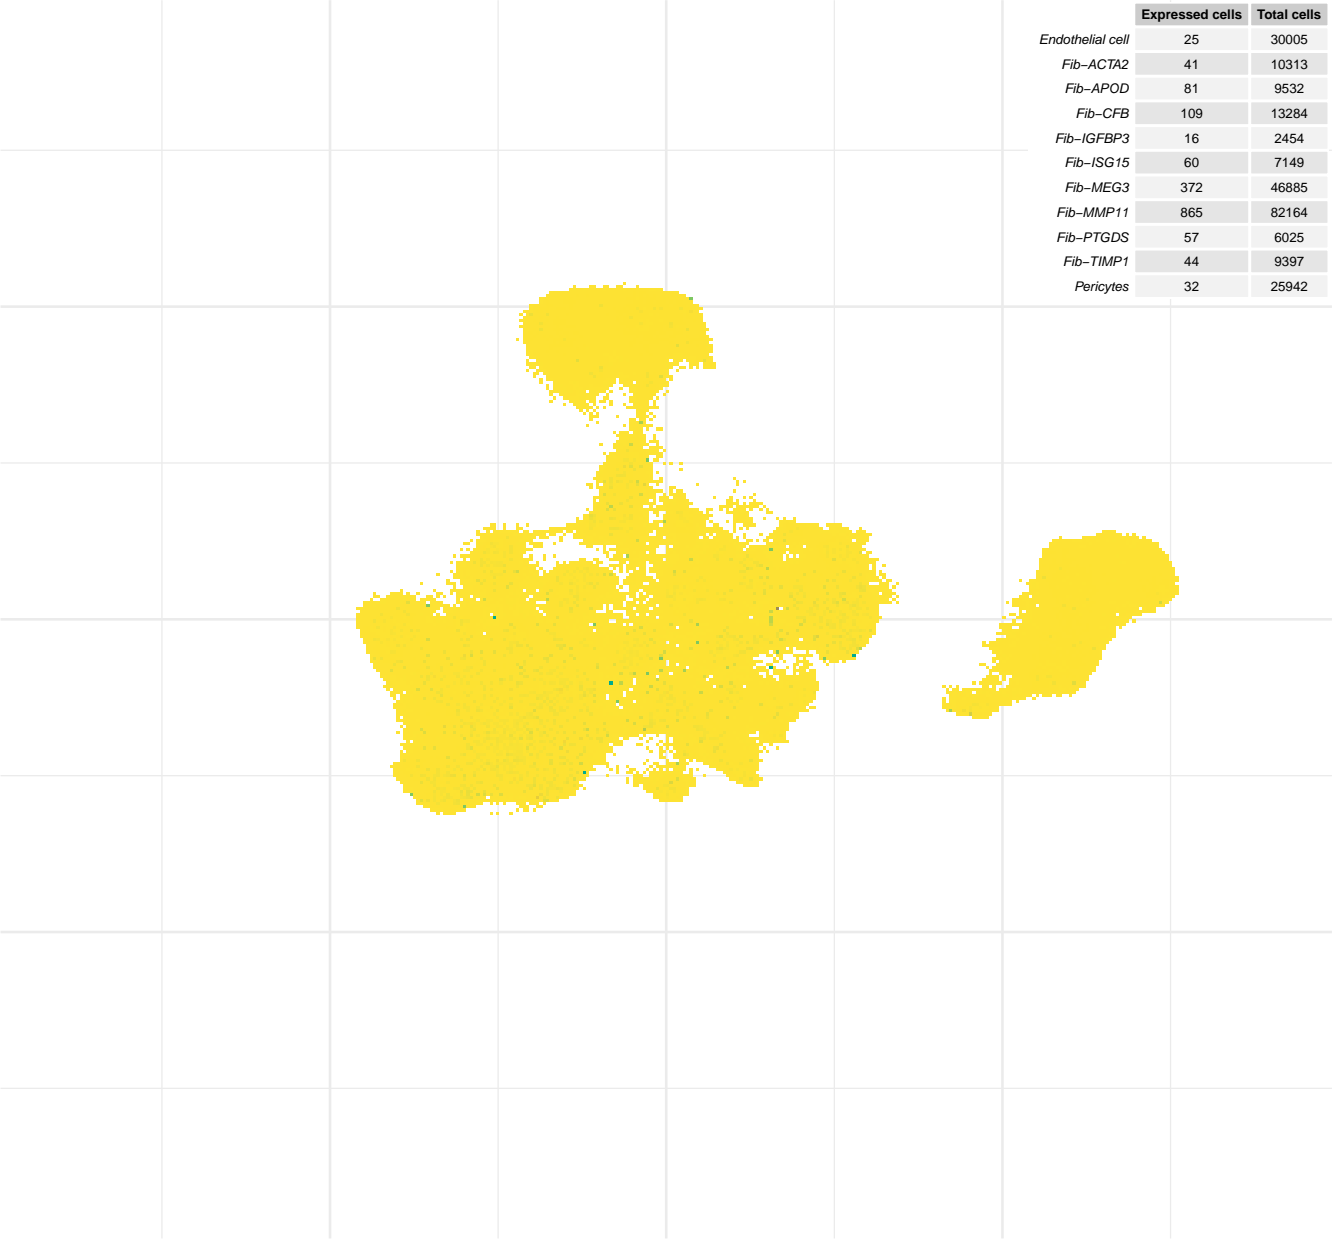 Expressed cells Total cells
Endothelial cell 25 30005
Fib−ACTA2 41 10313
Fib−APOD 81 9532
Fib−CFB 109 13284
Fib−IGFBP3 16 2454
Fib−ISG15 60 7149
Fib−MEG3 372 46885
Fib−MMP11 865 82164
Fib−PTGDS 57 6025
Fib−TIMP1 44 9397
Pericytes 32 25942